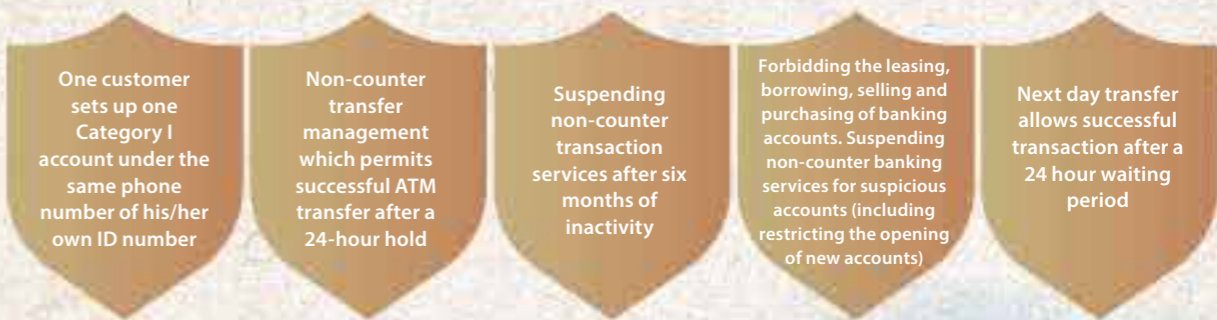 One customer
sets up one
Category I
account under the
same phone
number of his/her
own ID number
Non-counter
transfer
management
which permits
successful ATM
transfer after a
24-hour hold
Suspending
non-counter
transaction
services after six
months of
inactivity
Forbidding the leasing,
borrowing, selling and
purchasing of banking
accounts. Suspending
non-counter banking
services for suspicious
accounts (including
restricting the opening
of new accounts)
Next day transfer
allows successful
transaction after a
24 hour waiting
period